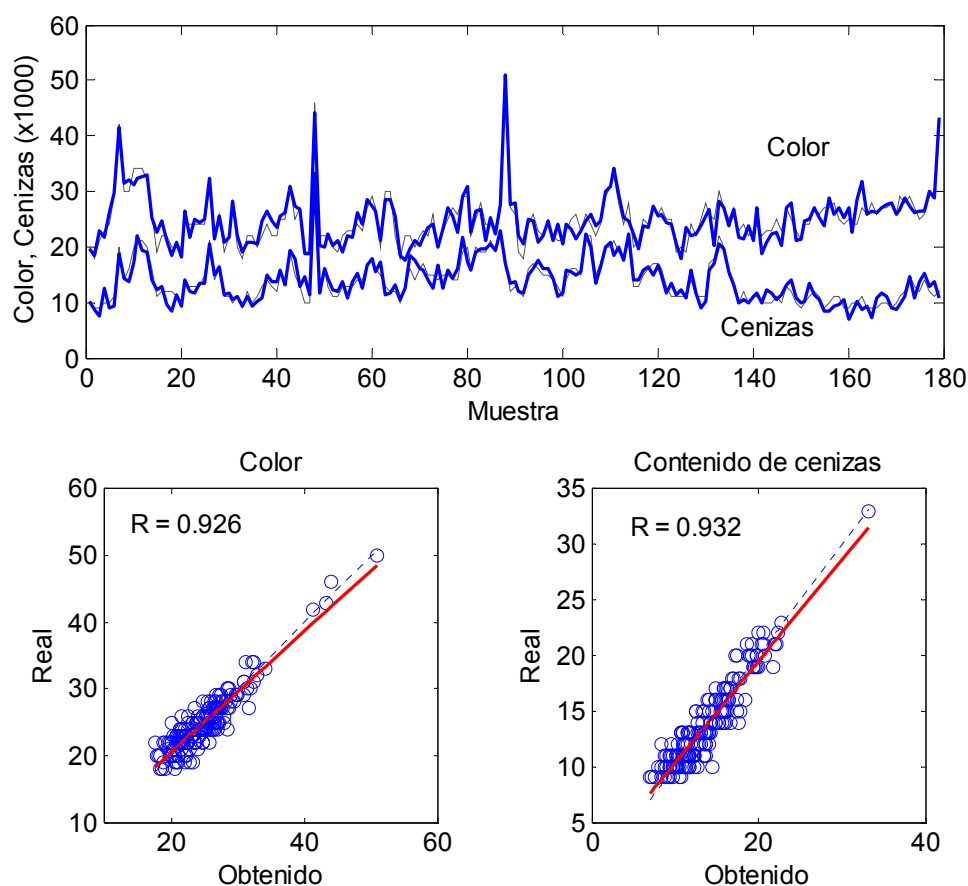 60
50
40
30
20
10
0
Color, Cenizas (x1000)
Color
Cenizas
0 20 40 60 80 100 120 140 160 180
Muestra
Color
60
50
40
30
20
10
R = 0.926
Real
20 40 60
Obtenido
Contenido de cenizas
35
30
25
20
15
10
5
R = 0.932
Real
0 20 40
Obtenido